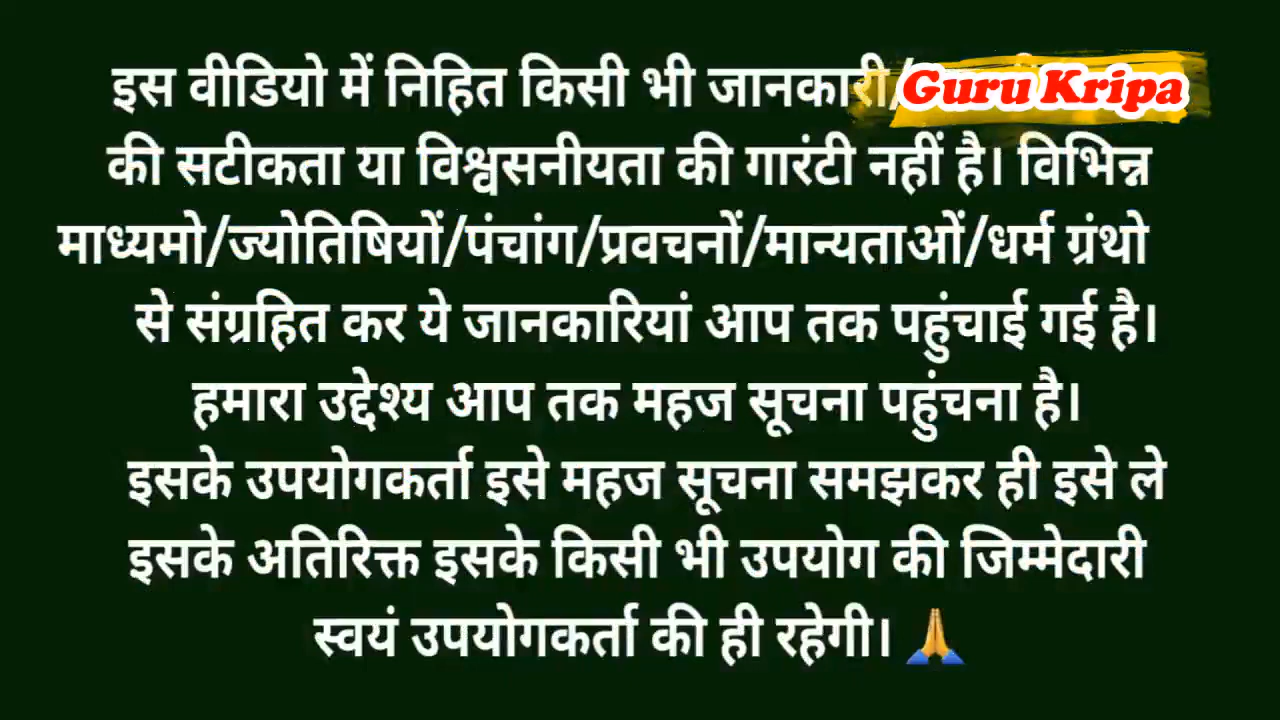 इस वीडियो में निहित किसी भी जानकारी/
Guru Kripa
की सटीकता या विश्वसनीयता की गारंटी नहीं है। विभिन्न
माध्यमो/ज्योतिषियों/पंचांग/प्रवचनों/मान्यताओं/धर्म ग्रंथो
से संग्रहित कर ये जानकारियां आप तक पहुंचाई गई है।
हमारा उद्देश्य आप तक महज सूचना पहुंचना है।
इसके उपयोगकर्ता इसे महज सूचना समझकर ही इसे ले
इसके अतिरिक्त इसके किसी भी उपयोग की जिम्मेदारी
स्वयं उपयोगकर्ता की ही रहेगी। 🙏